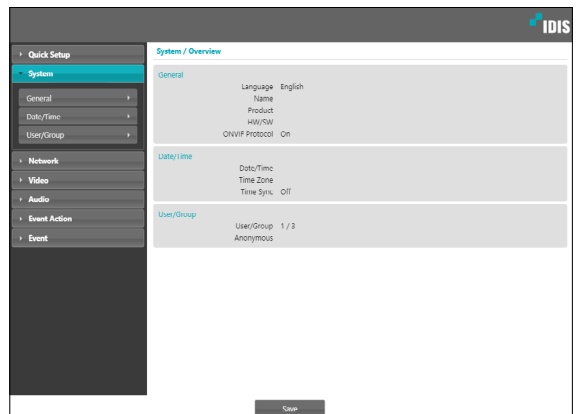 IDIS
Quick Setup
System
General
Date/Time
User/Group
Network
Video
Audio
Event Action
Event
System / Overview
General
Language English
Name
Product
HW/SW
ONVIF Protocol On
Date/Time
Date/Time
Time Zone
Time Sync. Off
User/Group
User/Group 1 / 3
Anonymous
Save